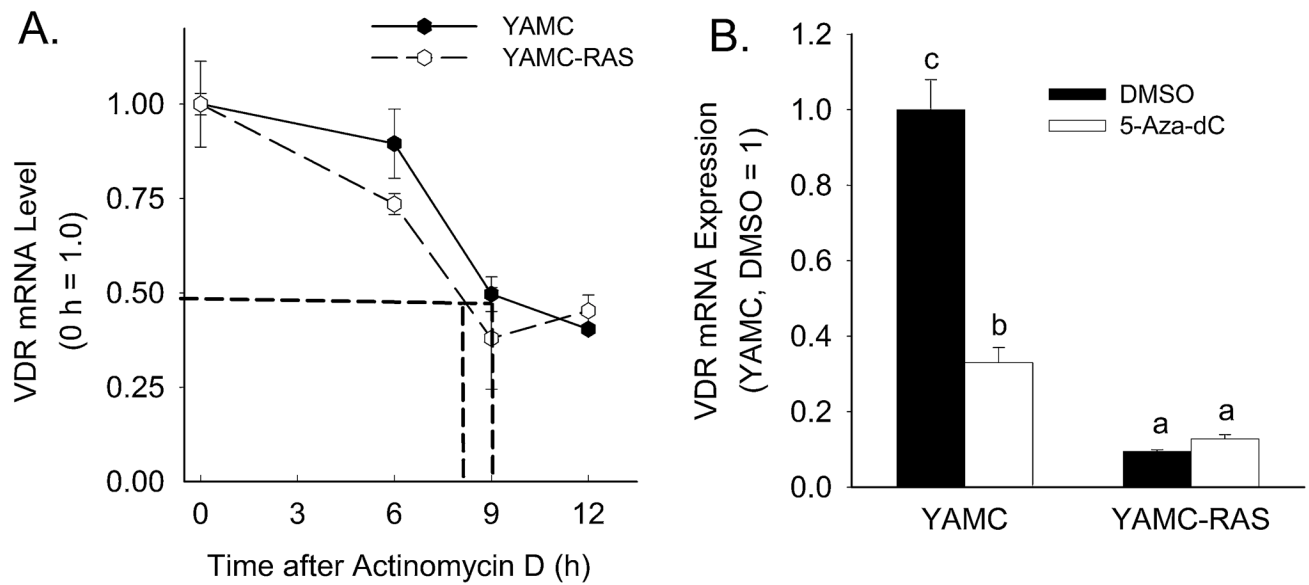 A.
YAMC
YAMC-RAS
VDR mRNA Level
(0 h = 1.0)
1.00
0.75
0.50
0.25
0.00
0 3 6 9 12
Time after Actinomycin D (h)
B.
DMSO
5-Aza-dC
VDR mRNA Expression
(YAMC, DMSO = 1)
1.2
1.0
0.8
0.6
0.4
0.2
0.0
c
b
a a
YAMC YAMC-RAS